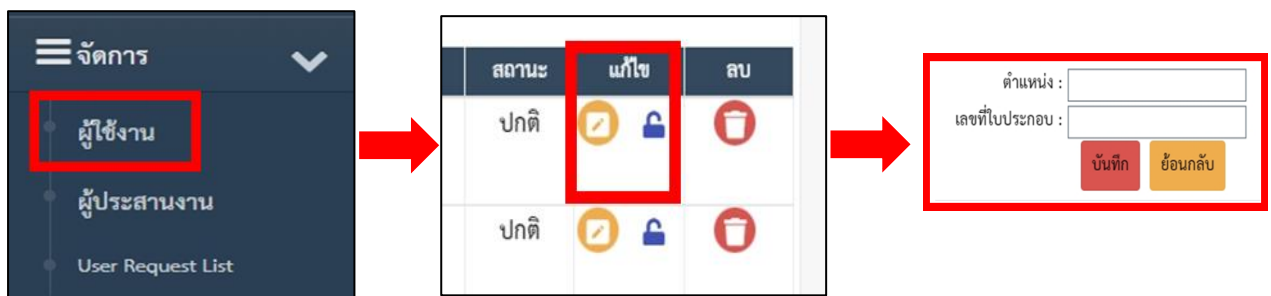 จัดการ
ผู้ใช้งาน
ผู้ประสานงาน
User Request List
สถานะ แก้ไข ลบ
ปกติ
ปกติ
ตำแหน่ง :
เลขที่ใบประกอบ :
บันทึก ย้อนกลับ